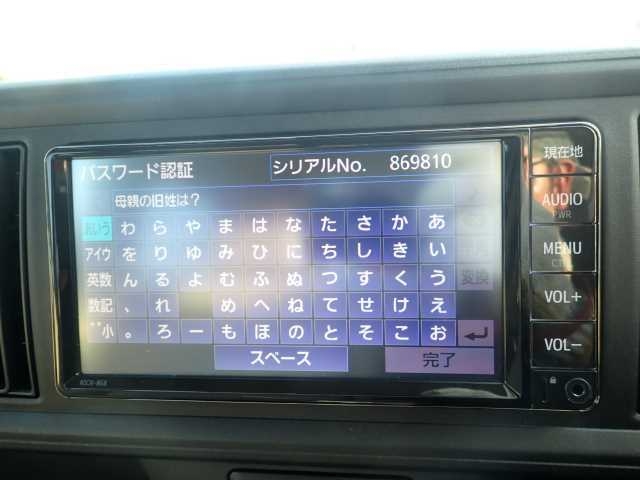 パスワード認証 シリアルNo. 869810
母親の旧姓は?
あいう わ ら や ま は な た さ か あ
アイウ を り ゆ み ひ に ち し き い
英数 ん る よ む ふ ぬ つ す く う 変換
数記 、 れ め へ ね て せ け え
゛゜小 。 ろ ー も ほ の と そ こ お
スペース 完了
現在地
AUDIO
PWR
MENU
VOL+
VOL-